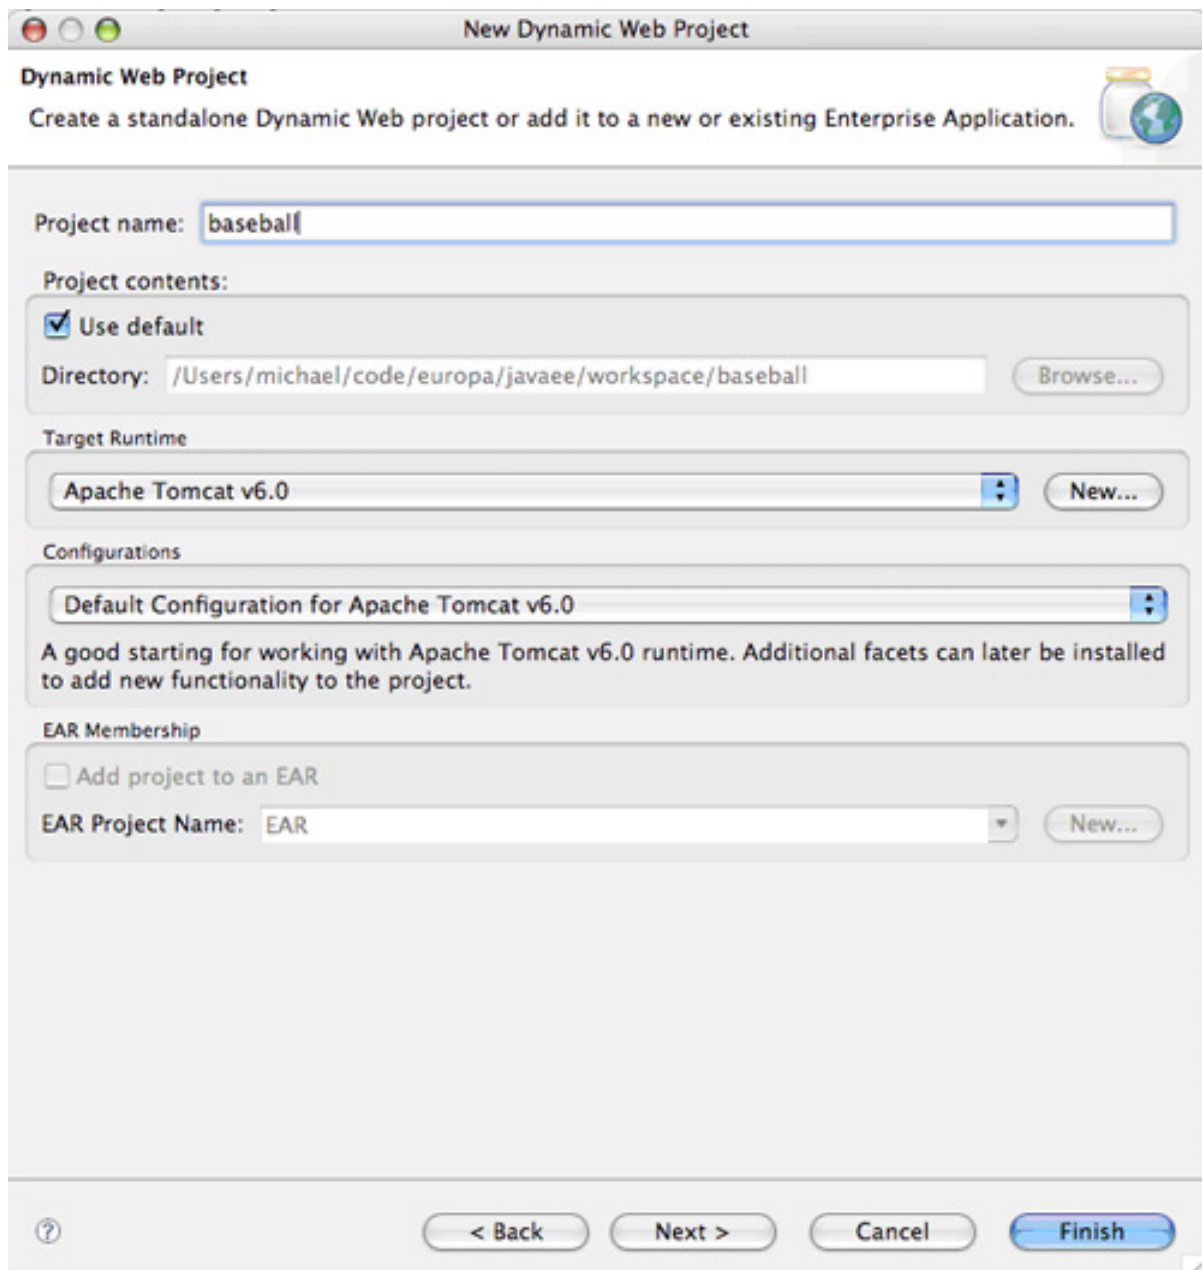 New Dynamic Web Project
Dynamic Web Project
Create a standalone Dynamic Web project or add it to a new or existing Enterprise Application.
Project name: baseball
Project contents:
Use default
Directory: /Users/michael/code/europa/javaee/workspace/baseball Browse...
Target Runtime
Apache Tomcat v6.0 New...
Configurations
Default Configuration for Apache Tomcat v6.0
A good starting for working with Apache Tomcat v6.0 runtime. Additional facets can later be installed
to add new functionality to the project.
EAR Membership
Add project to an EAR
EAR Project Name: EAR New...
? < Back Next > Cancel Finish